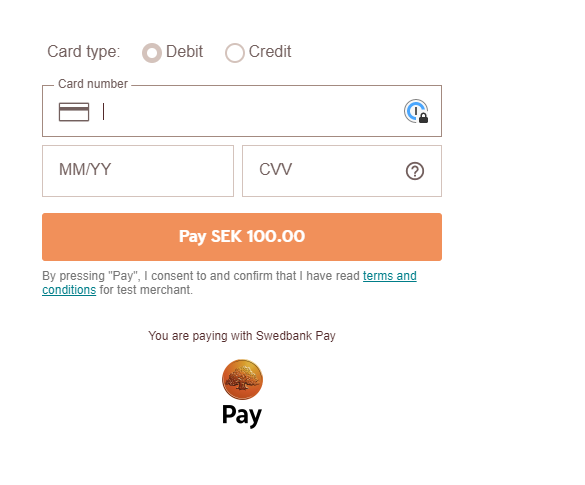 Card type: Debit Credit
Card number
MM/YY CVV
Pay SEK 100.00
By pressing "Pay", I consent to and confirm that I have read terms and
conditions for test merchant.
You are paying with Swedbank Pay
Pay